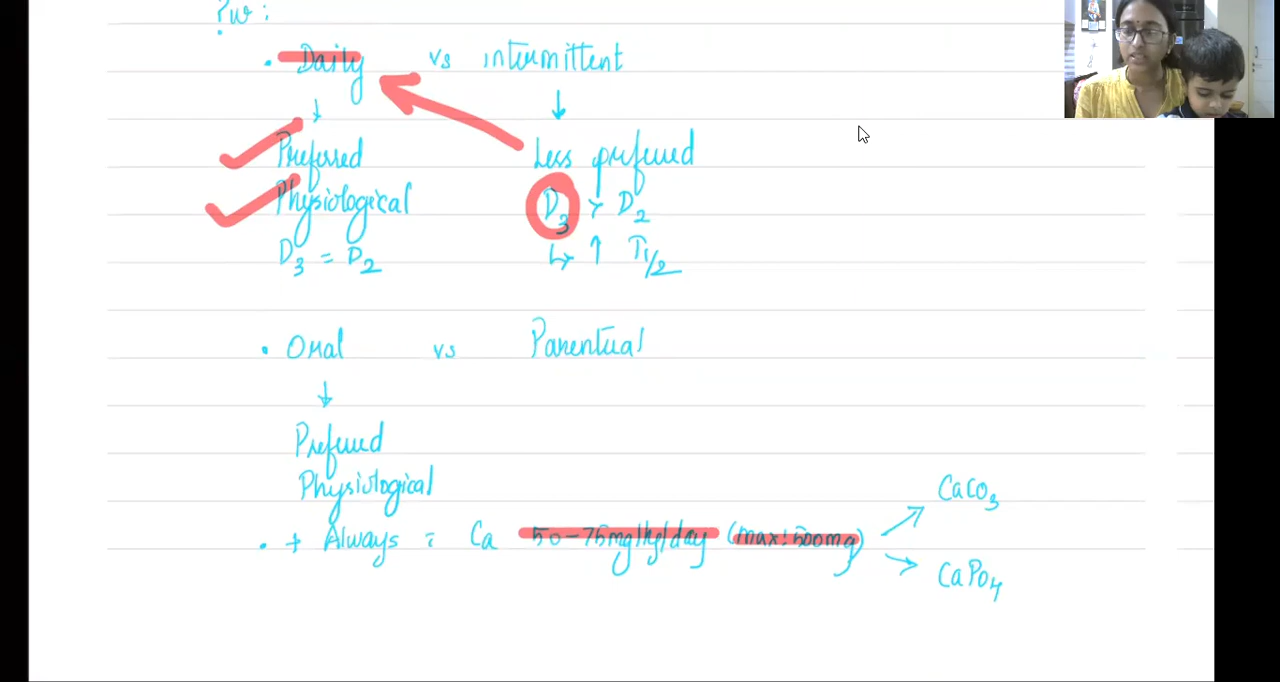 Rx:
• Daily vs intermittent
↓ ↓
Preferred Less preferred
Physiological D3 > D2
D3 = D2 ↳ ↑ T1/2
• Oral vs Parenteral
↓
Preferred
Physiological
• + Always c Ca 50-75mg/kg/day (max: 500mg)
CaCO3
CaPO4